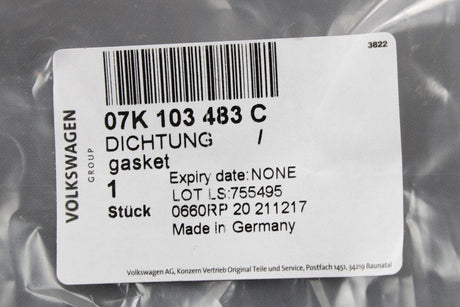 3822
VOLKSWAGEN
GROUP
07K 103 483 C
DICHTUNG /
gasket
1 Expiry date:NONE
LOT LS:755495
Stück 0660RP 20 211217
Made in Germany
Volkswagen AG, Konzern Vertrieb Original Teile und Service, Postfach 1451, 34219 Baunatal